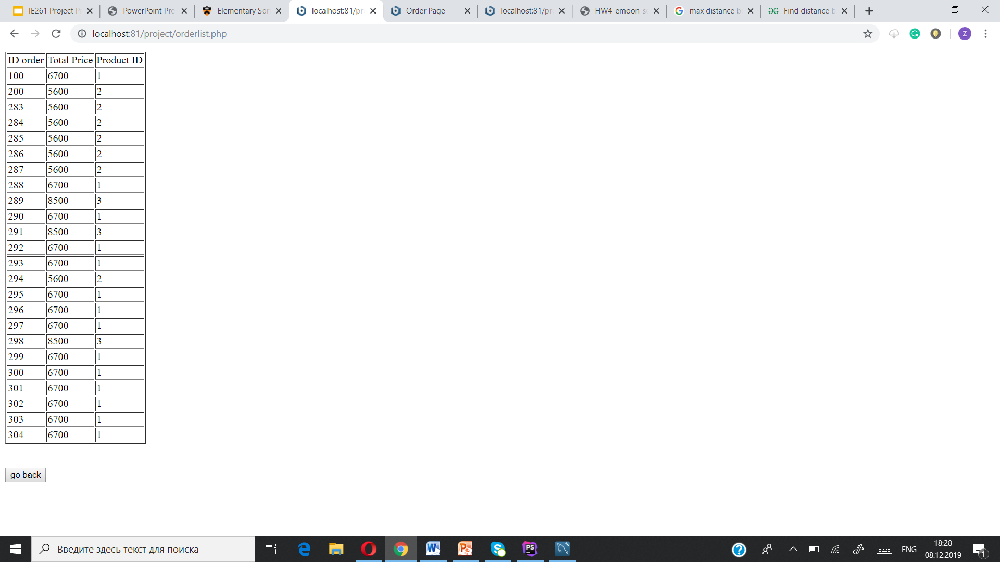 IE261 Project P
PowerPoint Pre
Elementary Sor
localhost:81/pr
Order Page
localhost:81/pr
HW4-emoon-s
max distance b
Find distance b
localhost:81/project/orderlist.php
Z
ID order Total Price Product ID
100 6700 1
200 5600 2
283 5600 2
284 5600 2
285 5600 2
286 5600 2
287 5600 2
288 6700 1
289 8500 3
290 6700 1
291 8500 3
292 6700 1
293 6700 1
294 5600 2
295 6700 1
296 6700 1
297 6700 1
298 8500 3
299 6700 1
300 6700 1
301 6700 1
302 6700 1
303 6700 1
304 6700 1
go back
Введите здесь текст для поиска
ENG
18:28
08.12.2019
1